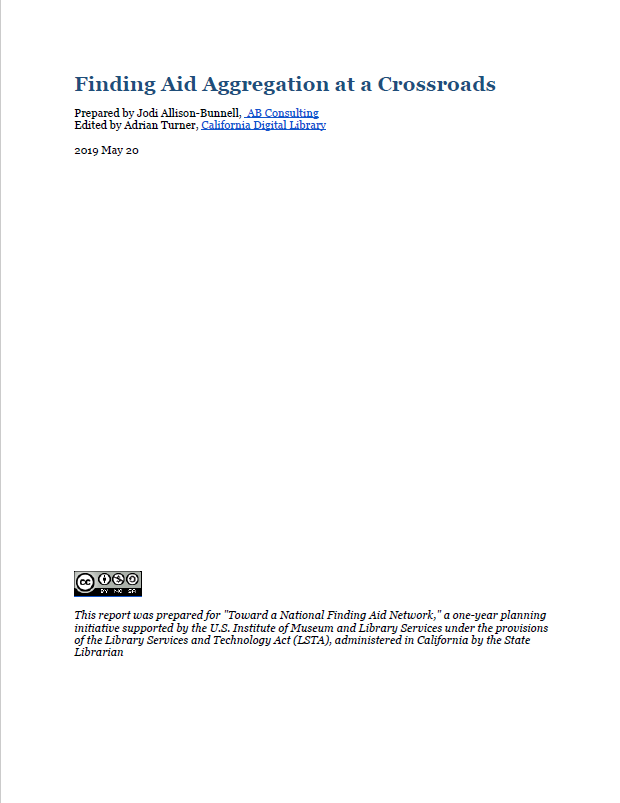 Finding Aid Aggregation at a Crossroads
Prepared by Jodi Allison-Bunnell, AB Consulting
Edited by Adrian Turner, California Digital Library
2019 May 20
cc
BY NC SA
This report was prepared for "Toward a National Finding Aid Network," a one-year planning
initiative supported by the U.S. Institute of Museum and Library Services under the provisions
of the Library Services and Technology Act (LSTA), administered in California by the State
Librarian